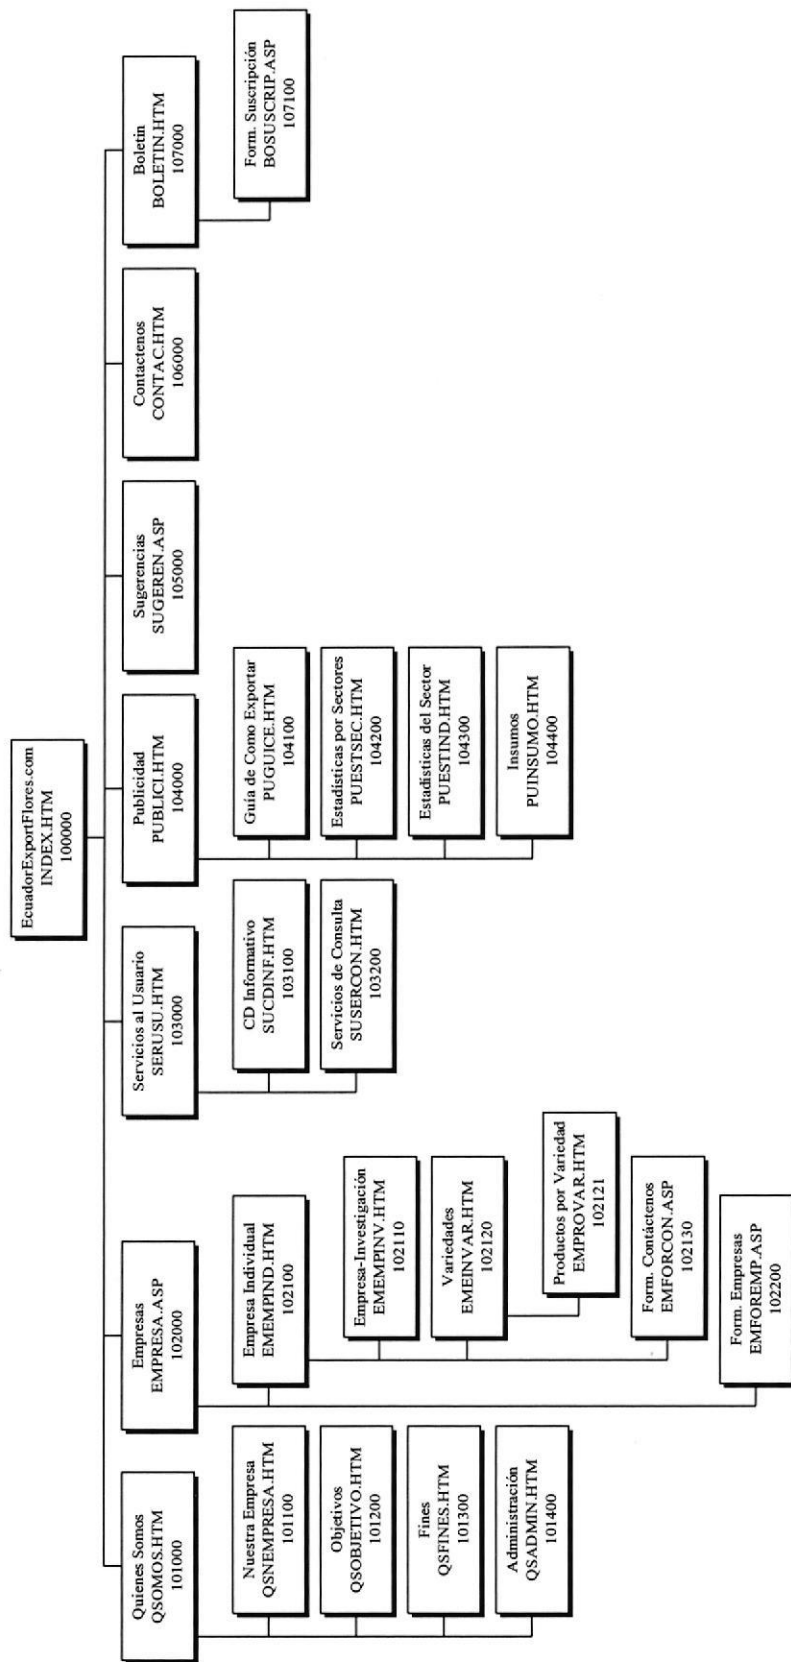 EcuadorExportFlores.com
INDEX.HTM
100000
Quienes Somos
QSOMOS.HTM
101000
Nuestra Empresa
QSNEMPRESA.HTM
101100
Objetivos
QSOBJETIVO.HTM
101200
Fines
QSFINES.HTM
101300
Administración
QSADMIN.HTM
101400
Empresas
EMPRESA.ASP
102000
Empresa Individual
EMEMPIND.HTM
102100
Empresa-Investigación
EMEMPINV.HTM
102110
Variedades
EMEINVAR.HTM
102120
Productos por Variedad
EMPROVAR.HTM
102121
Form. Contáctenos
EMFORCON.ASP
102130
Form. Empresas
EMFOREMP.ASP
102200
Servicios al Usuario
SERUSU.HTM
103000
CD Informativo
SUCDINF.HTM
103100
Servicios de Consulta
SUSERCON.HTM
103200
Publicidad
PUBLICI.HTM
104000
Guía de Como Exportar
PUGUICE.HTM
104100
Estadísticas por Sectores
PUESTSEC.HTM
104200
Estadísticas del Sector
PUESTIND.HTM
104300
Insumos
PUINSUMO.HTM
104400
Sugerencias
SUGEREN.ASP
105000
Contactenos
CONTAC.HTM
106000
Boletin
BOLETIN.HTM
107000
Form. Suscripción
BOSUSCRIP.ASP
107100